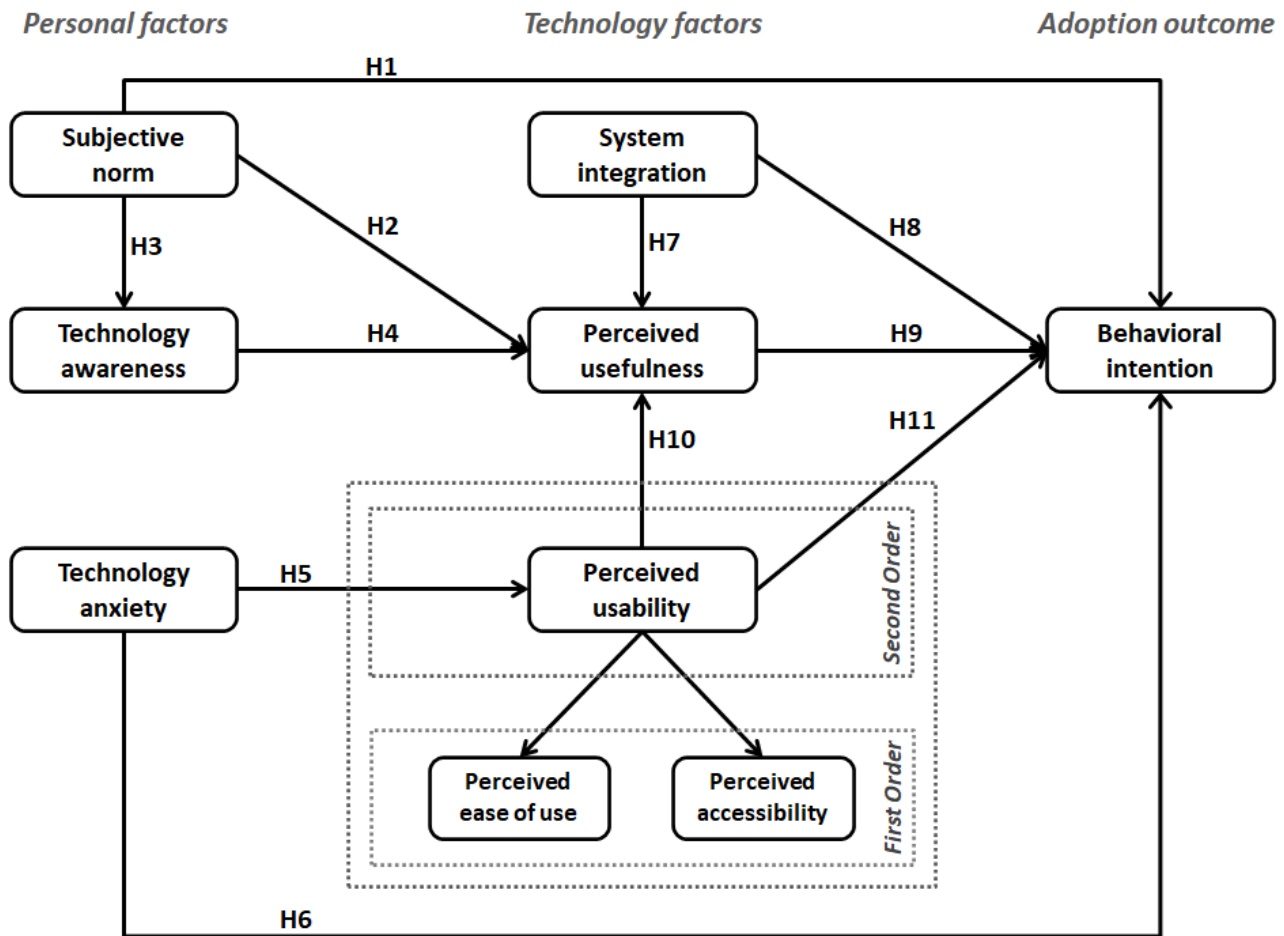 Personal factors
Technology factors
Adoption outcome
H1
Subjective
norm
System
integration
H2
H8
H3
H7
Technology
awareness
H4
Perceived
usefulness
H9
Behavioral
intention
H10
H11
Technology
anxiety
H5
Perceived
usability
Second Order
Perceived
ease of use
Perceived
accessibility
First Order
H6